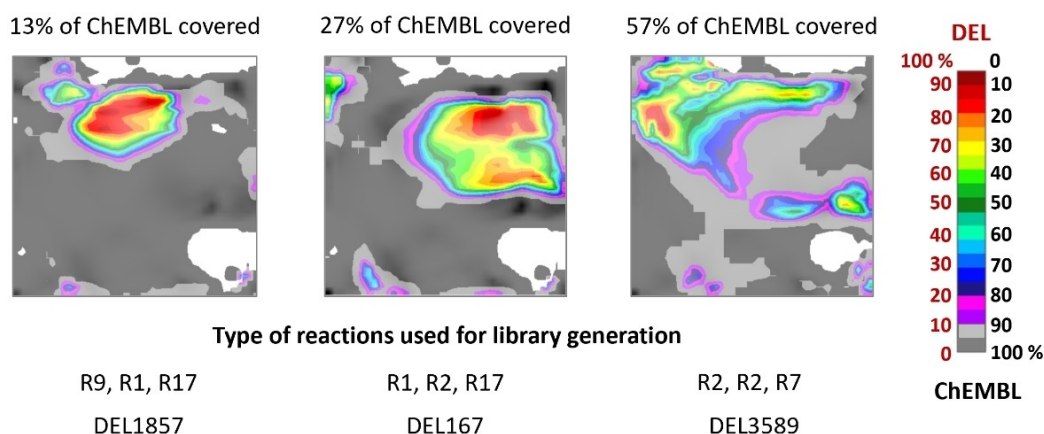 13% of ChEMBL covered 27% of ChEMBL covered 57% of ChEMBL covered
DEL
100 % 0
90 10
80 20
70 30
60 40
50 50
40 60
30 70
20 80
10 90
0 100 %
ChEMBL
Type of reactions used for library generation
R9, R1, R17 R1, R2, R17 R2, R2, R7
DEL1857 DEL167 DEL3589